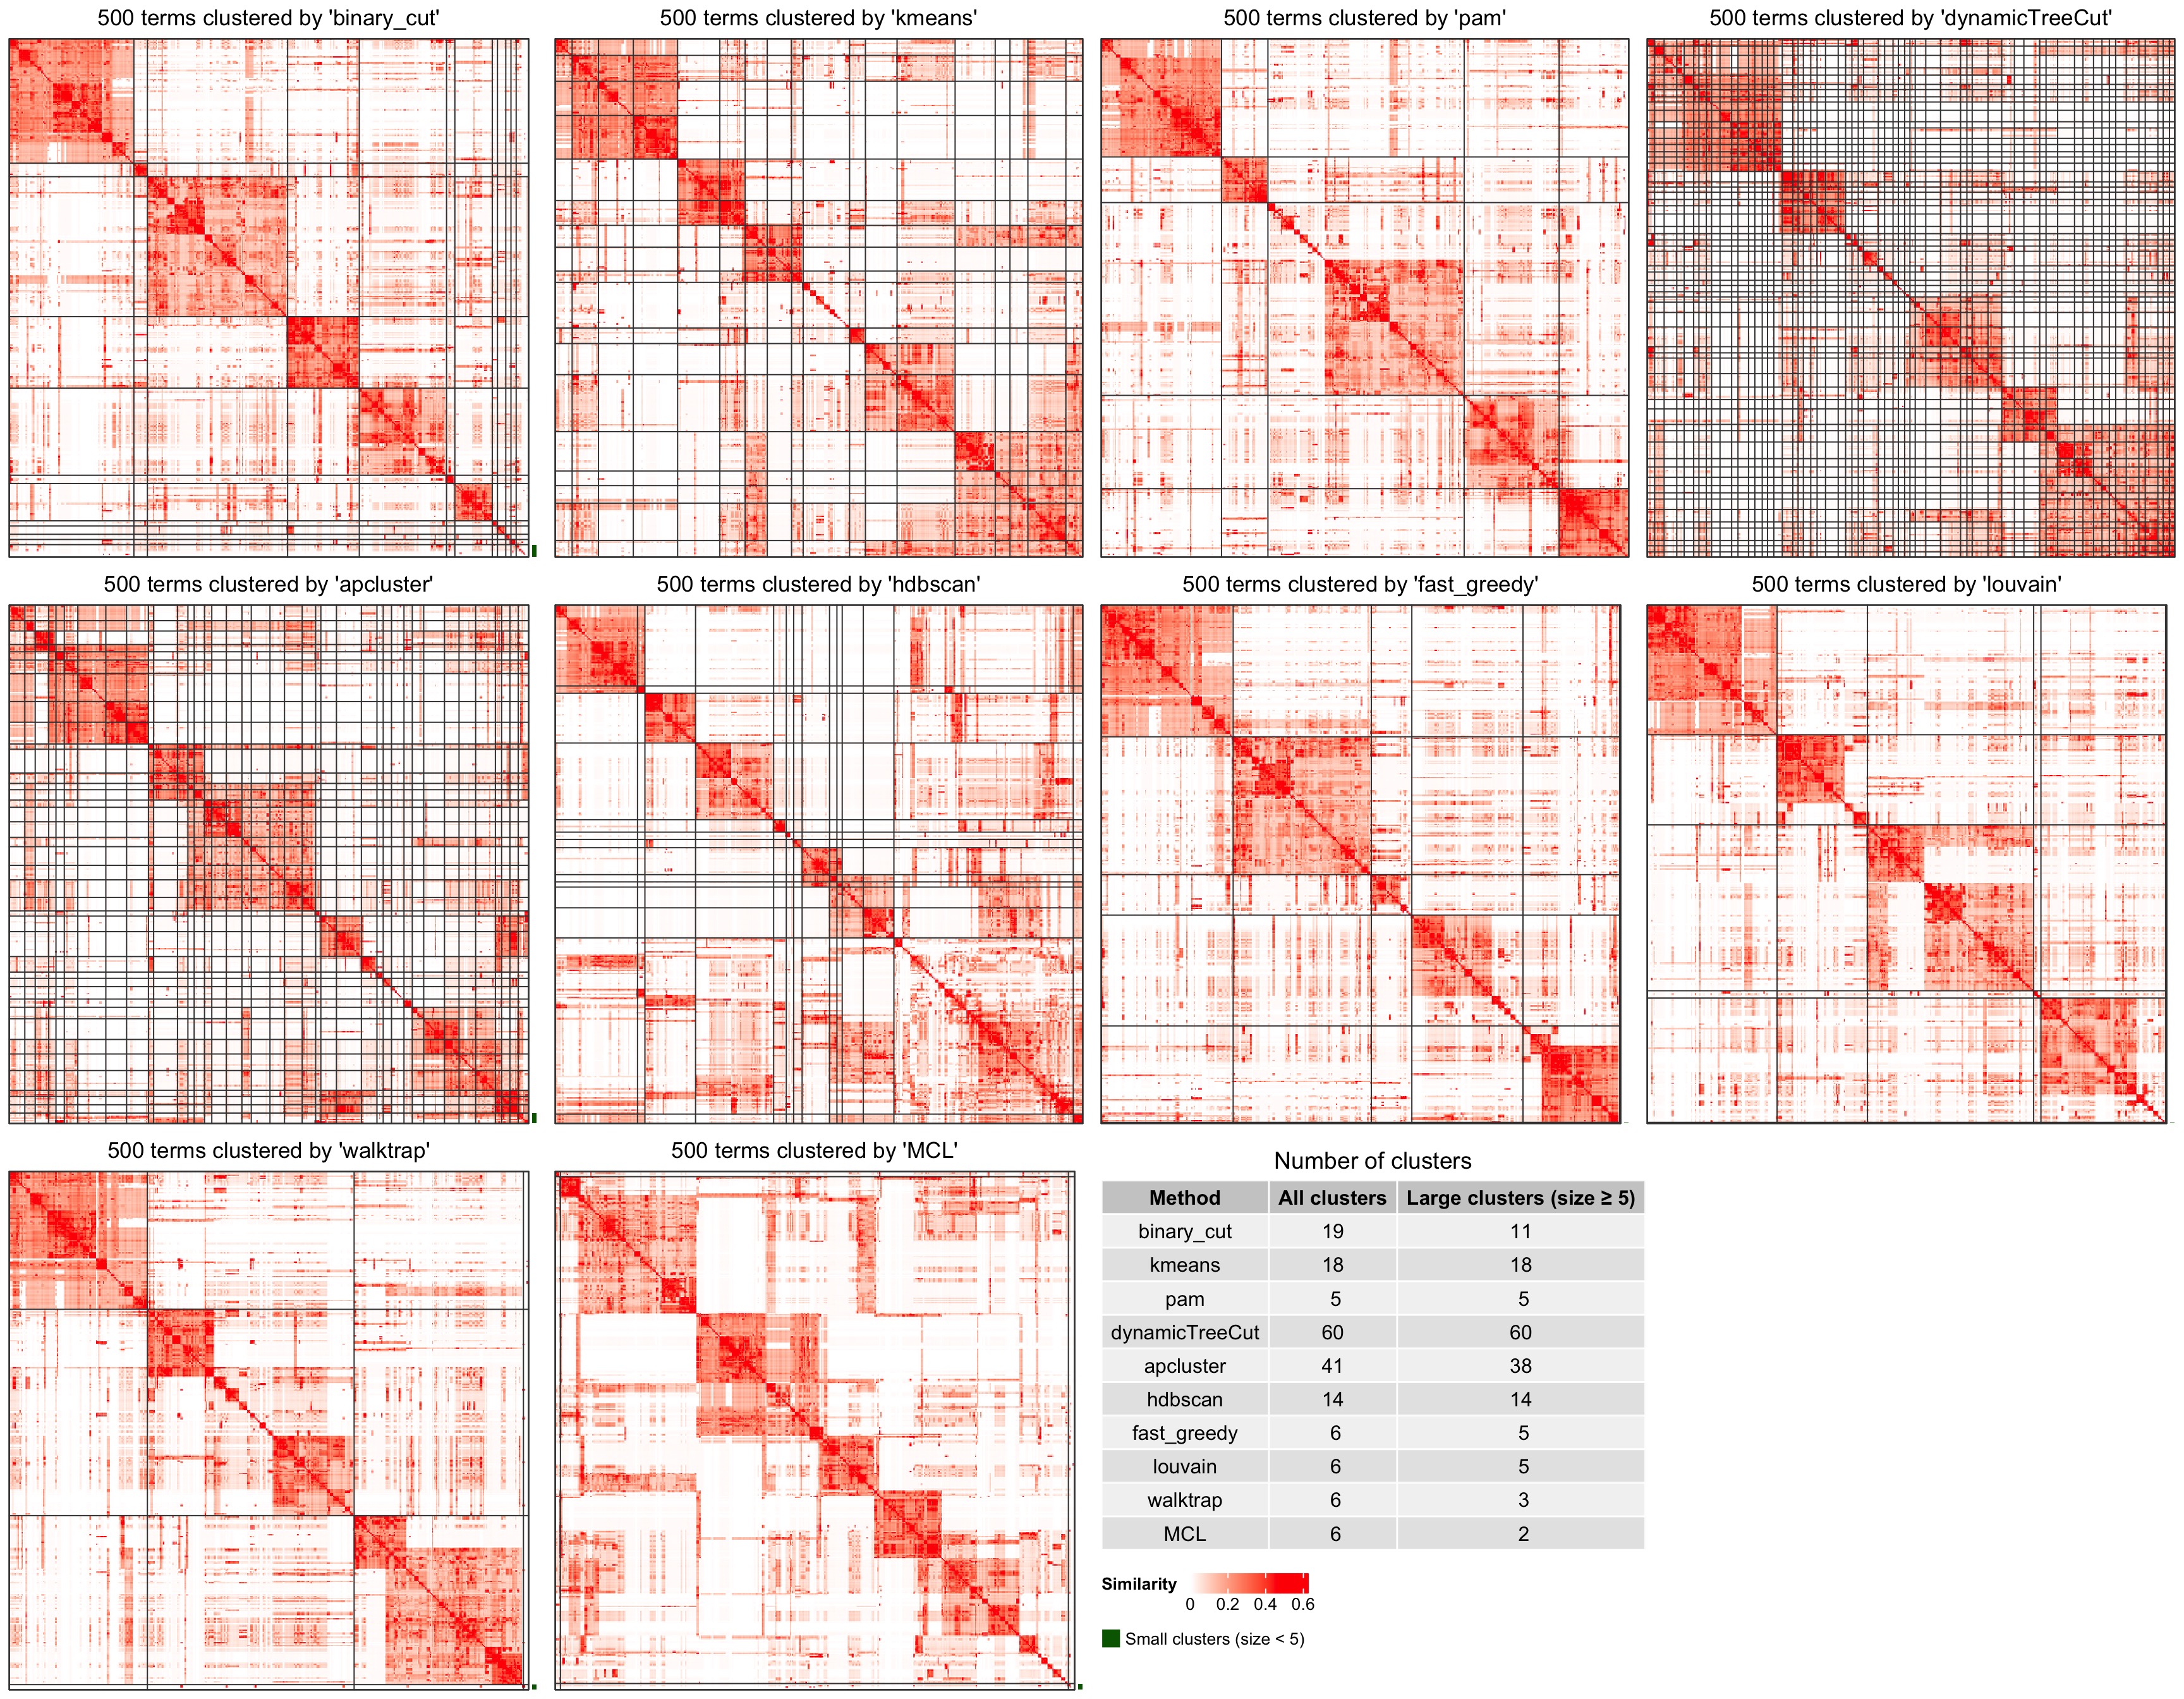 500 terms clustered by 'binary_cut'
500 terms clustered by 'kmeans'
500 terms clustered by 'pam'
500 terms clustered by 'dynamicTreeCut'
500 terms clustered by 'apcluster'
500 terms clustered by 'hdbscan'
500 terms clustered by 'fast_greedy'
500 terms clustered by 'louvain'
500 terms clustered by 'walktrap'
500 terms clustered by 'MCL'
Number of clusters
Method All clusters Large clusters (size ≥ 5)
binary_cut 19 11
kmeans 18 18
pam 5 5
dynamicTreeCut 60 60
apcluster 41 38
hdbscan 14 14
fast_greedy 6 5
louvain 6 5
walktrap 6 3
MCL 6 2
Similarity
0 0.2 0.4 0.6
Small clusters (size < 5)